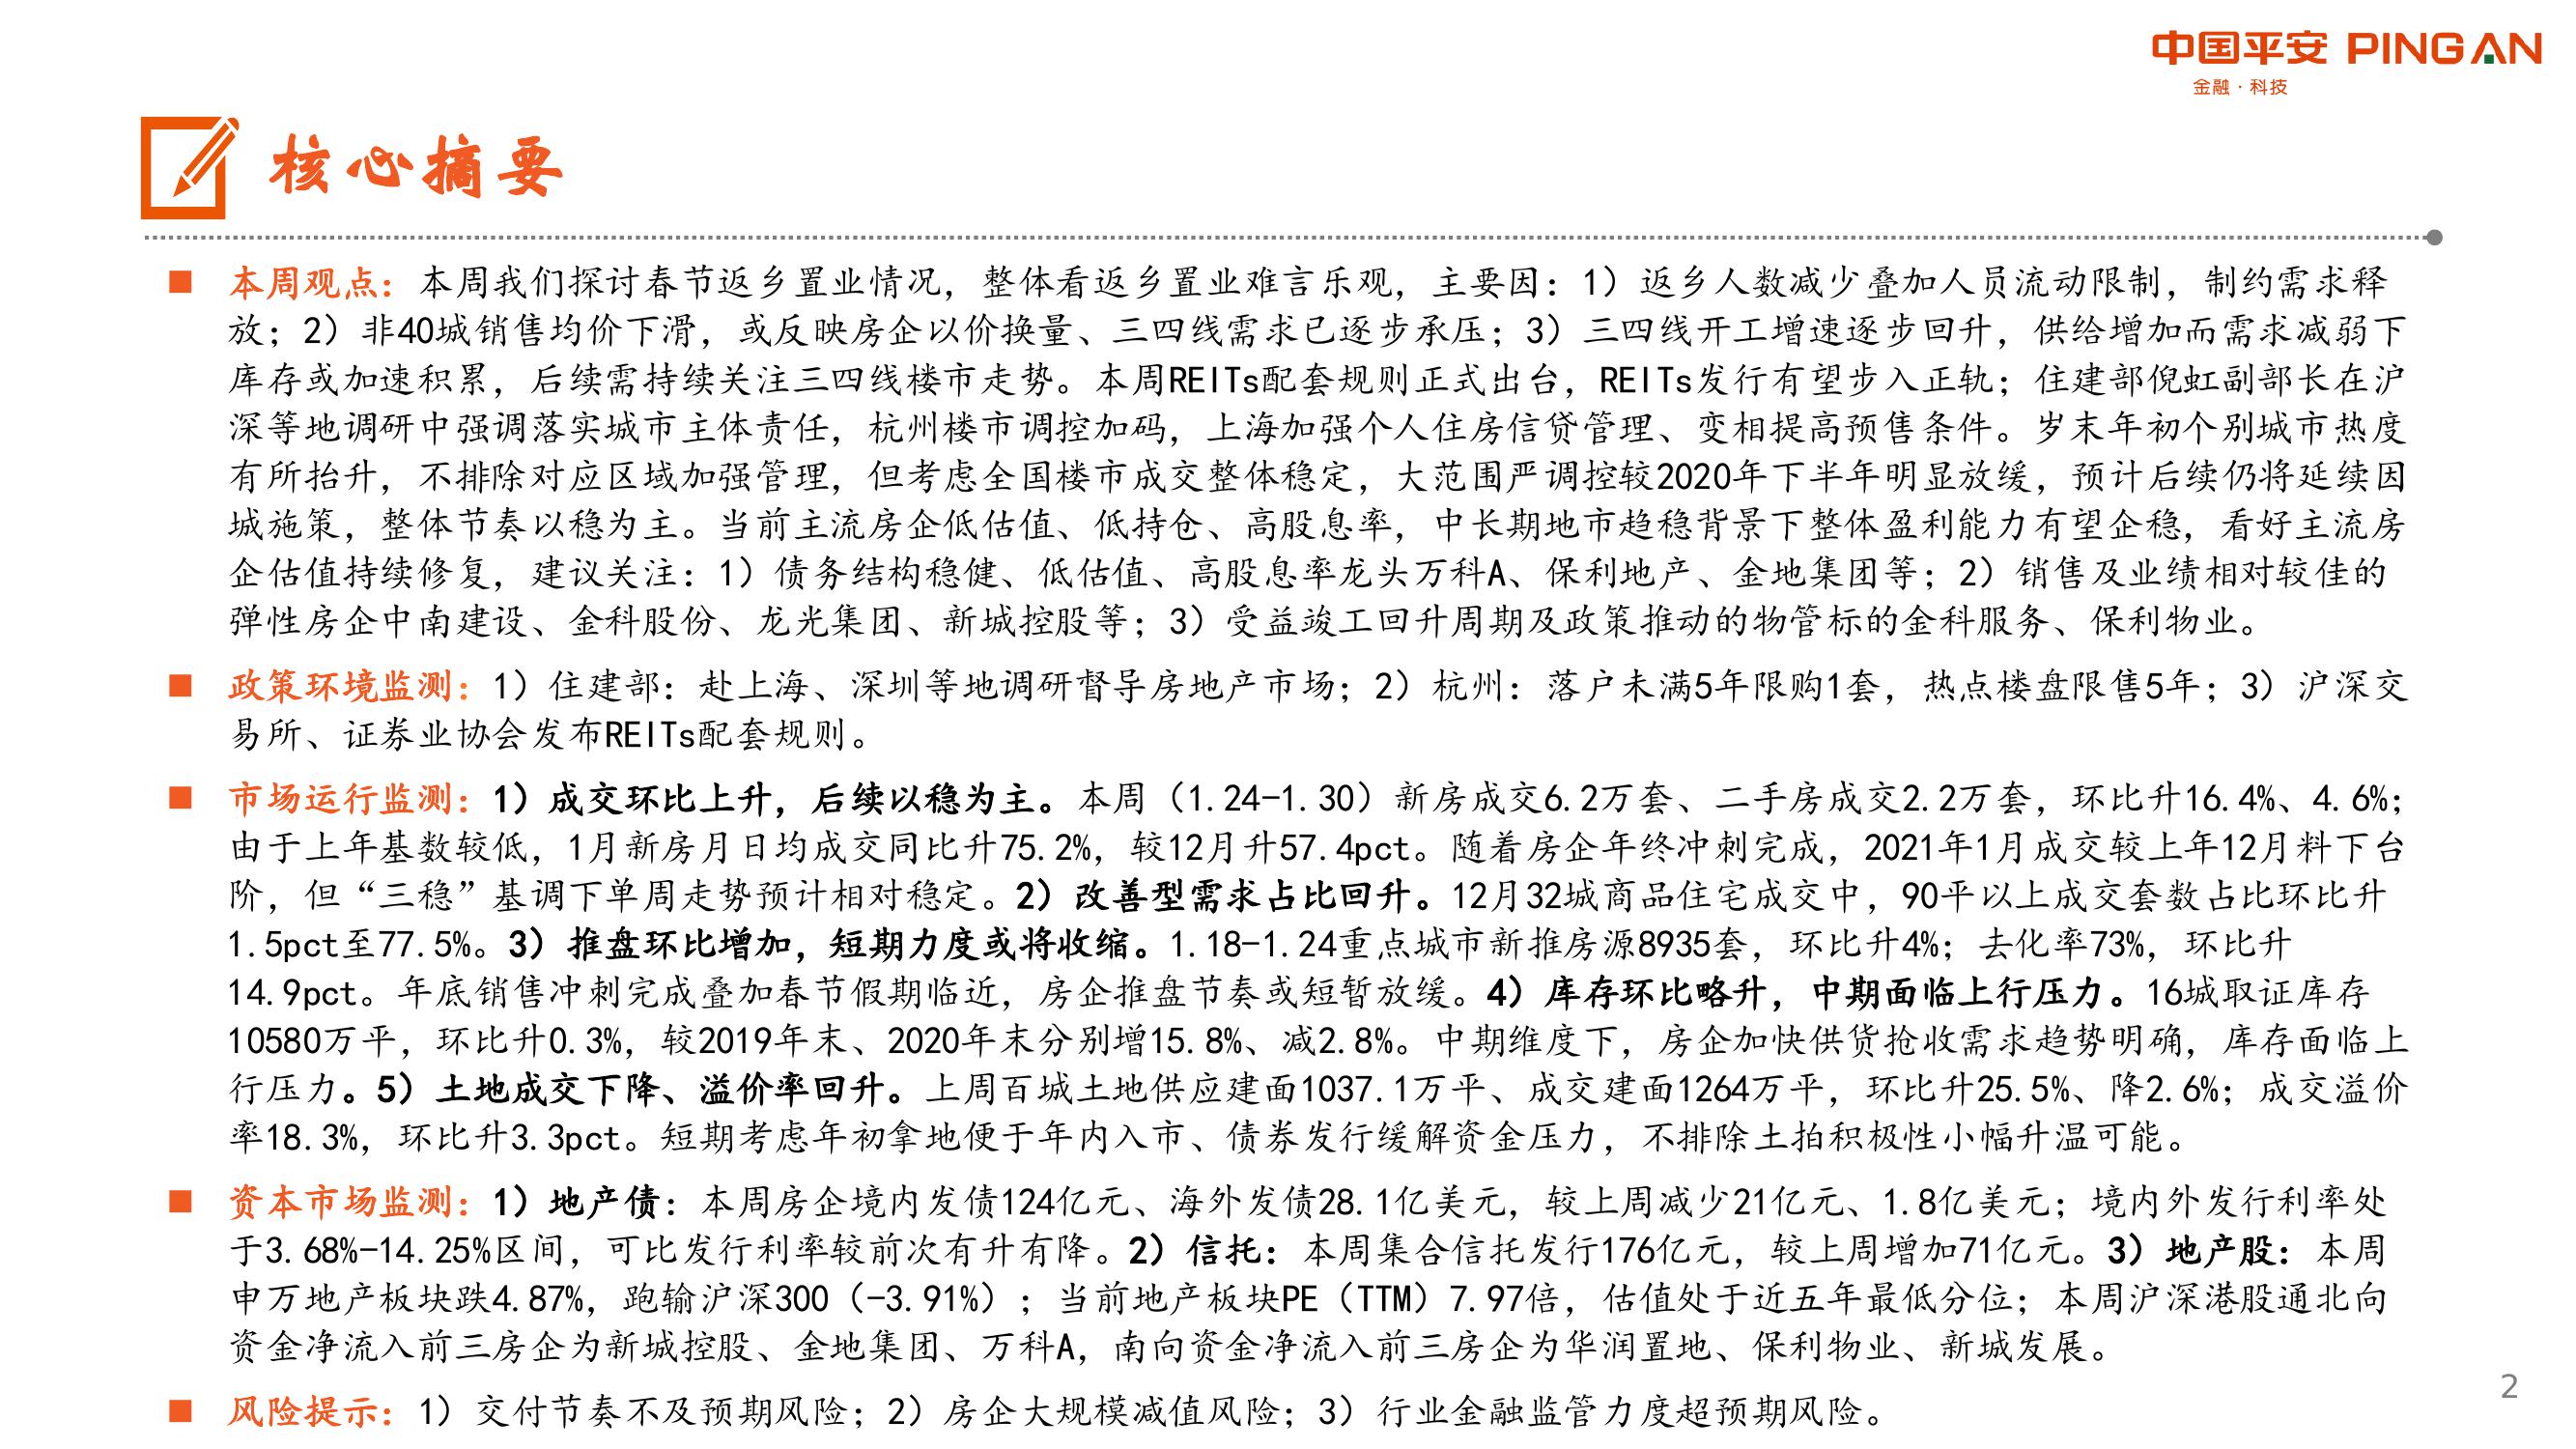 中国平安 PINGAN
金融·科技
核心摘要
■ 本周观点：本周我们探讨春节返乡置业情况，整体看返乡置业难言乐观，主要因：1）返乡人数减少叠加人员流动限制，制约需求释
放；2）非40城销售均价下滑，或反映房企以价换量、三四线需求已逐步承压；3）三四线开工增速逐步回升，供给增加而需求减弱下
库存或加速积累，后续需持续关注三四线楼市走势。本周REITs配套规则正式出台，REITs发行有望步入正轨；住建部倪虹副部长在沪
深等地调研中强调落实城市主体责任，杭州楼市调控加码，上海加强个人住房信贷管理、变相提高预售条件。岁末年初个别城市热度
有所抬升，不排除对应区域加强管理，但考虑全国楼市成交整体稳定，大范围严调控较2020年下半年明显放缓，预计后续仍将延续因
城施策，整体节奏以稳为主。当前主流房企低估值、低持仓、高股息率，中长期地市趋稳背景下整体盈利能力有望企稳，看好主流房
企估值持续修复，建议关注：1）债务结构稳健、低估值、高股息率龙头万科A、保利地产、金地集团等；2）销售及业绩相对较佳的
弹性房企中南建设、金科股份、龙光集团、新城控股等；3）受益竣工回升周期及政策推动的物管标的金科服务、保利物业。
■ 政策环境监测：1）住建部：赴上海、深圳等地调研督导房地产市场；2）杭州：落户未满5年限购1套，热点楼盘限售5年；3）沪深交
易所、证券业协会发布REITs配套规则。
■ 市场运行监测：1）成交环比上升，后续以稳为主。本周（1.24-1.30）新房成交6.2万套、二手房成交2.2万套，环比升16.4%、4.6%；
由于上年基数较低，1月新房月日均成交同比升75.2%，较12月升57.4pct。随着房企年终冲刺完成，2021年1月成交较上年12月料下台
阶，但“三稳”基调下单周走势预计相对稳定。2）改善型需求占比回升。12月32城商品住宅成交中，90平以上成交套数占比环比升
1.5pct至77.5%。3）推盘环比增加，短期力度或将收缩。1.18-1.24重点城市新推房源8935套，环比升4%；去化率73%，环比升
14.9pct。年底销售冲刺完成叠加春节假期临近，房企推盘节奏或短暂放缓。4）库存环比略升，中期面临上行压力。16城取证库存
10580万平，环比升0.3%，较2019年末、2020年末分别增15.8%、减2.8%。中期维度下，房企加快供货抢收需求趋势明确，库存面临上
行压力。5）土地成交下降、溢价率回升。上周百城土地供应建面1037.1万平、成交建面1264万平，环比升25.5%、降2.6%；成交溢价
率18.3%，环比升3.3pct。短期考虑年初拿地便于年内入市、债券发行缓解资金压力，不排除土拍积极性小幅升温可能。
■ 资本市场监测：1）地产债：本周房企境内发债124亿元、海外发债28.1亿美元，较上周减少21亿元、1.8亿美元；境内外发行利率处
于3.68%-14.25%区间，可比发行利率较前次有升有降。2）信托：本周集合信托发行176亿元，较上周增加71亿元。3）地产股：本周
申万地产板块跌4.87%，跑输沪深300（-3.91%）；当前地产板块PE（TTM）7.97倍，估值处于近五年最低分位；本周沪深港股通北向
资金净流入前三房企为新城控股、金地集团、万科A，南向资金净流入前三房企为华润置地、保利物业、新城发展。
■ 风险提示：1）交付节奏不及预期风险；2）房企大规模减值风险；3）行业金融监管力度超预期风险。
2